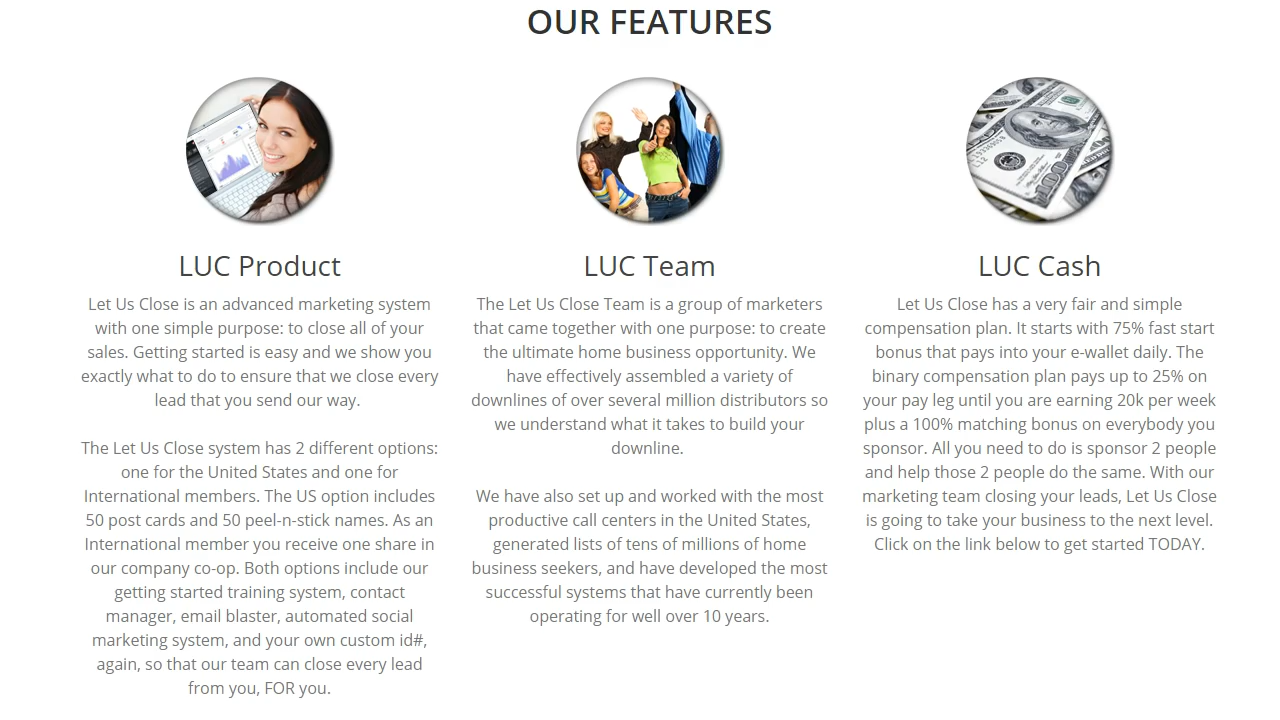 OUR FEATURES
LUC Product
Let Us Close is an advanced marketing system
with one simple purpose: to close all of your
sales. Getting started is easy and we show you
exactly what to do to ensure that we close every
lead that you send our way.
The Let Us Close system has 2 different options:
one for the United States and one for
International members. The US option includes
50 post cards and 50 peel-n-stick names. As an
International member you receive one share in
our company co-op. Both options include our
getting started training system, contact
manager, email blaster, automated social
marketing system, and your own custom id#,
again, so that our team can close every lead
from you, FOR you.
LUC Team
The Let Us Close Team is a group of marketers
that came together with one purpose: to create
the ultimate home business opportunity. We
have effectively assembled a variety of
downlines of over several million distributors so
we understand what it takes to build your
downline.
We have also set up and worked with the most
productive call centers in the United States,
generated lists of tens of millions of home
business seekers, and have developed the most
successful systems that have currently been
operating for well over 10 years.
100
LUC Cash
Let Us Close has a very fair and simple
compensation plan. It starts with 75% fast start
bonus that pays into your e-wallet daily. The
binary compensation plan pays up to 25% on
your pay leg until you are earning 20k per week
plus a 100% matching bonus on everybody you
sponsor. All you need to do is sponsor 2 people
and help those 2 people do the same. With our
marketing team closing your leads, Let Us Close
is going to take your business to the next level.
Click on the link below to get started TODAY.